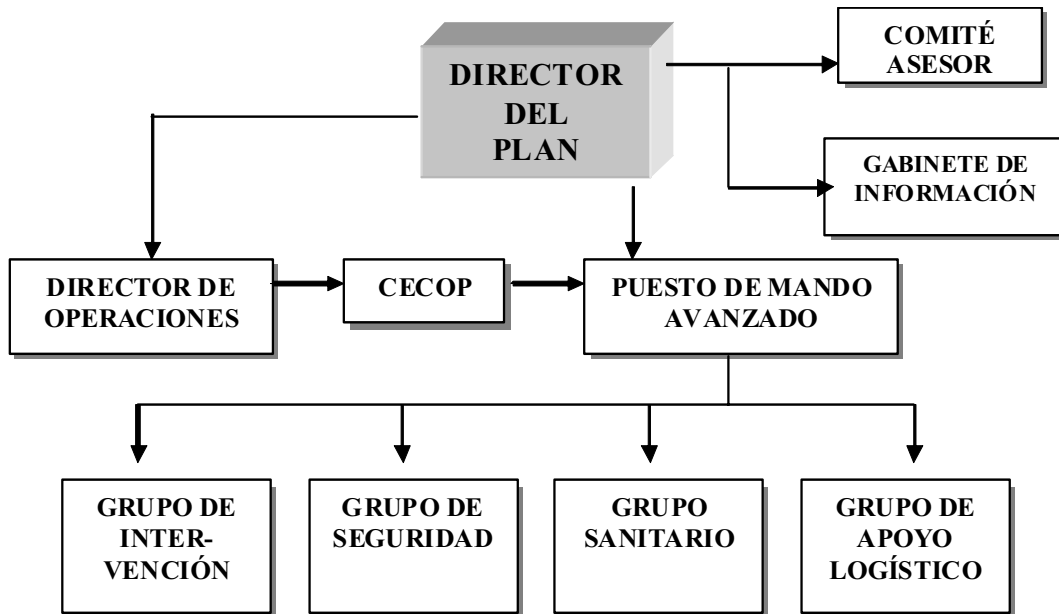 DIRECTOR
DEL
PLAN
COMITÉ
ASESOR
GABINETE DE
INFORMACIÓN
DIRECTOR DE
OPERACIONES
CECOP
PUESTO DE MANDO
AVANZADO
GRUPO DE
INTER-
VENCIÓN
GRUPO DE
SEGURIDAD
GRUPO
SANITARIO
GRUPO DE
APOYO
LOGÍSTICO